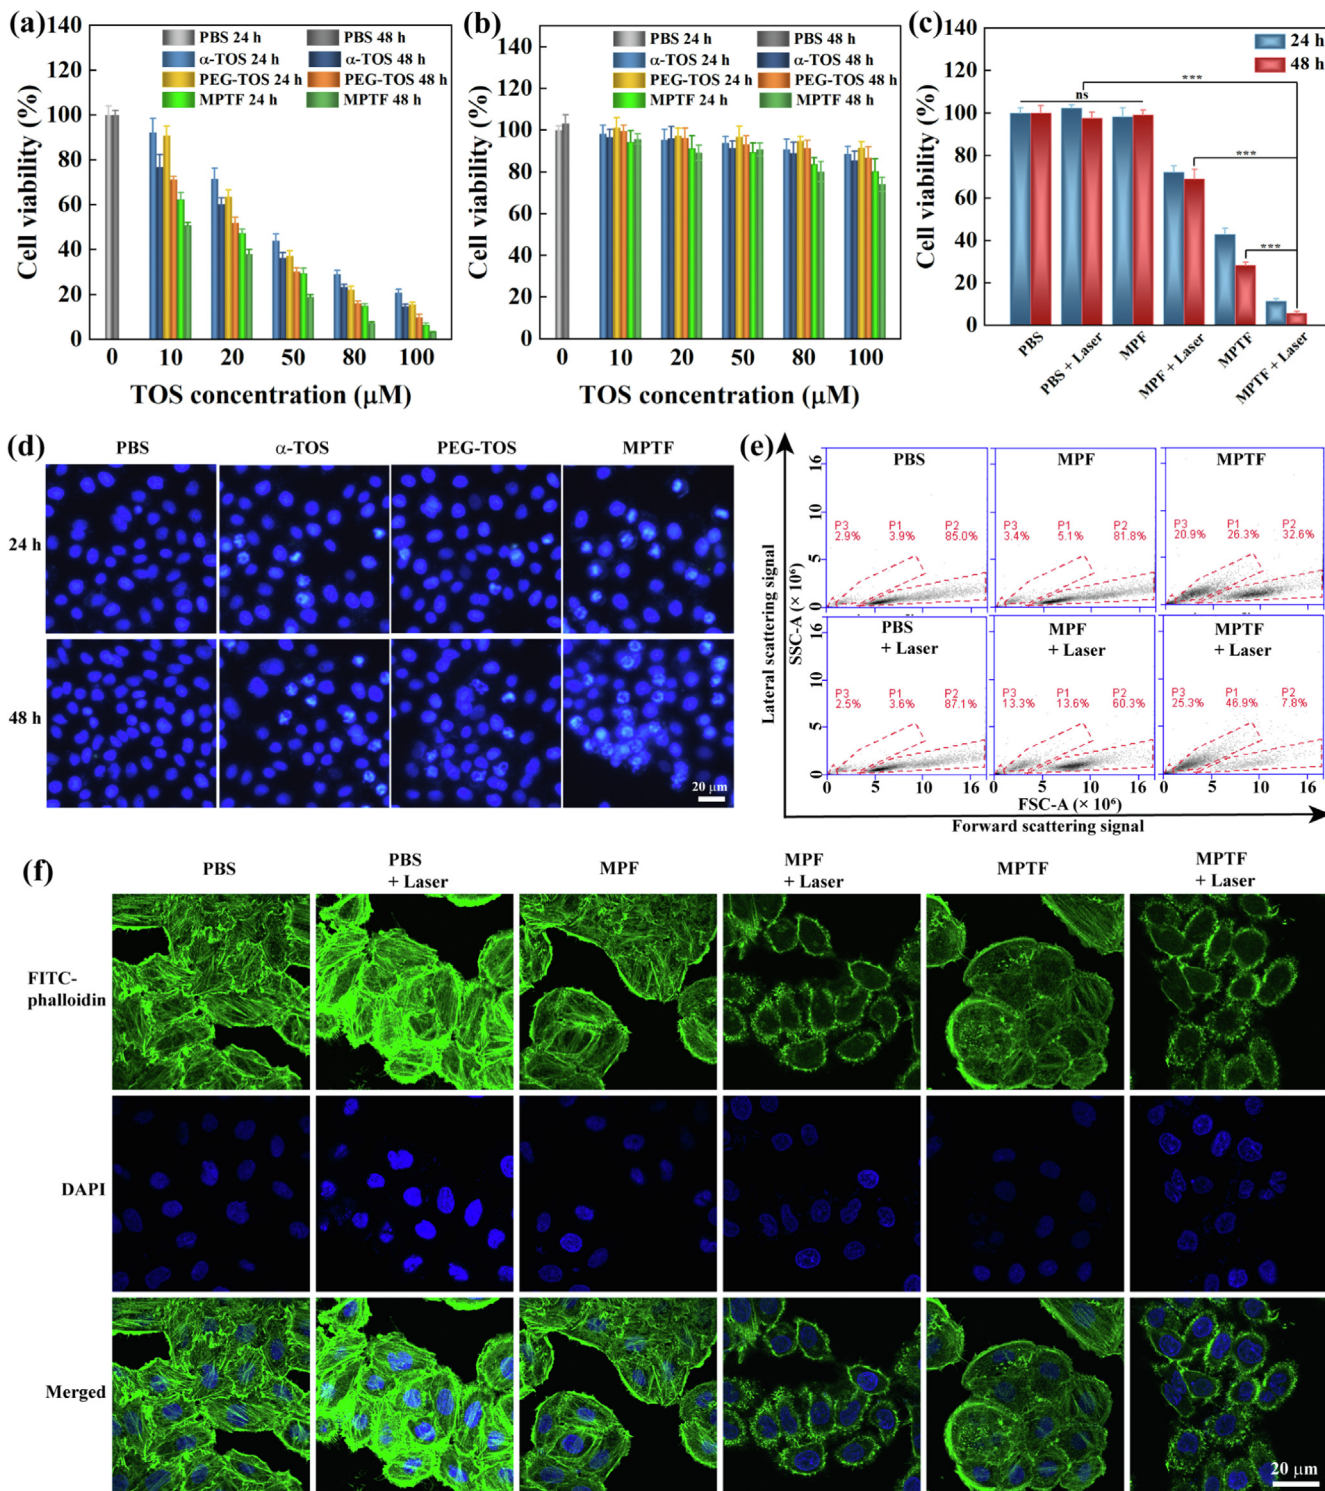 (a)
140
120
100
80
60
40
20
0
Cell viability (%)
PBS 24 h
PBS 48 h
α-TOS 24 h
α-TOS 48 h
PEG-TOS 24 h
PEG-TOS 48 h
MPTF 24 h
MPTF 48 h
0 10 20 50 80 100
TOS concentration (μM)
(b)
140
120
100
80
60
40
20
0
Cell viability (%)
PBS 24 h
PBS 48 h
α-TOS 24 h
α-TOS 48 h
PEG-TOS 24 h
PEG-TOS 48 h
MPTF 24 h
MPTF 48 h
0 10 20 50 80 100
TOS concentration (μM)
(c)
140
120
100
80
60
40
20
0
Cell viability (%)
24 h
48 h
ns
***
***
***
PBS
PBS + Laser
MPF
MPF + Laser
MPTF
MPTF + Laser
(d)
PBS α-TOS PEG-TOS MPTF
24 h
48 h
20 μm
(e)
Lateral scattering signal
SSC-A (× 10⁶)
16
10
5
0
PBS
P3 P1 P2
2.9% 3.9% 85.0%
MPF
P3 P1 P2
3.4% 5.1% 81.8%
MPTF
P3 P1 P2
20.9% 26.3% 32.6%
16
10
5
0
PBS
+ Laser
P3 P1 P2
2.5% 3.6% 87.1%
MPF
+ Laser
P3 P1 P2
13.3% 13.6% 60.3%
MPTF
+ Laser
P3 P1 P2
25.3% 46.9% 7.8%
0 5 10 16
0 5 10 16
0 5 10 16
FSC-A (× 10⁶)
Forward scattering signal
(f)
PBS
PBS
+ Laser
MPF
MPF
+ Laser
MPTF
MPTF
+ Laser
FITC-
phalloidin
DAPI
Merged
20 μm